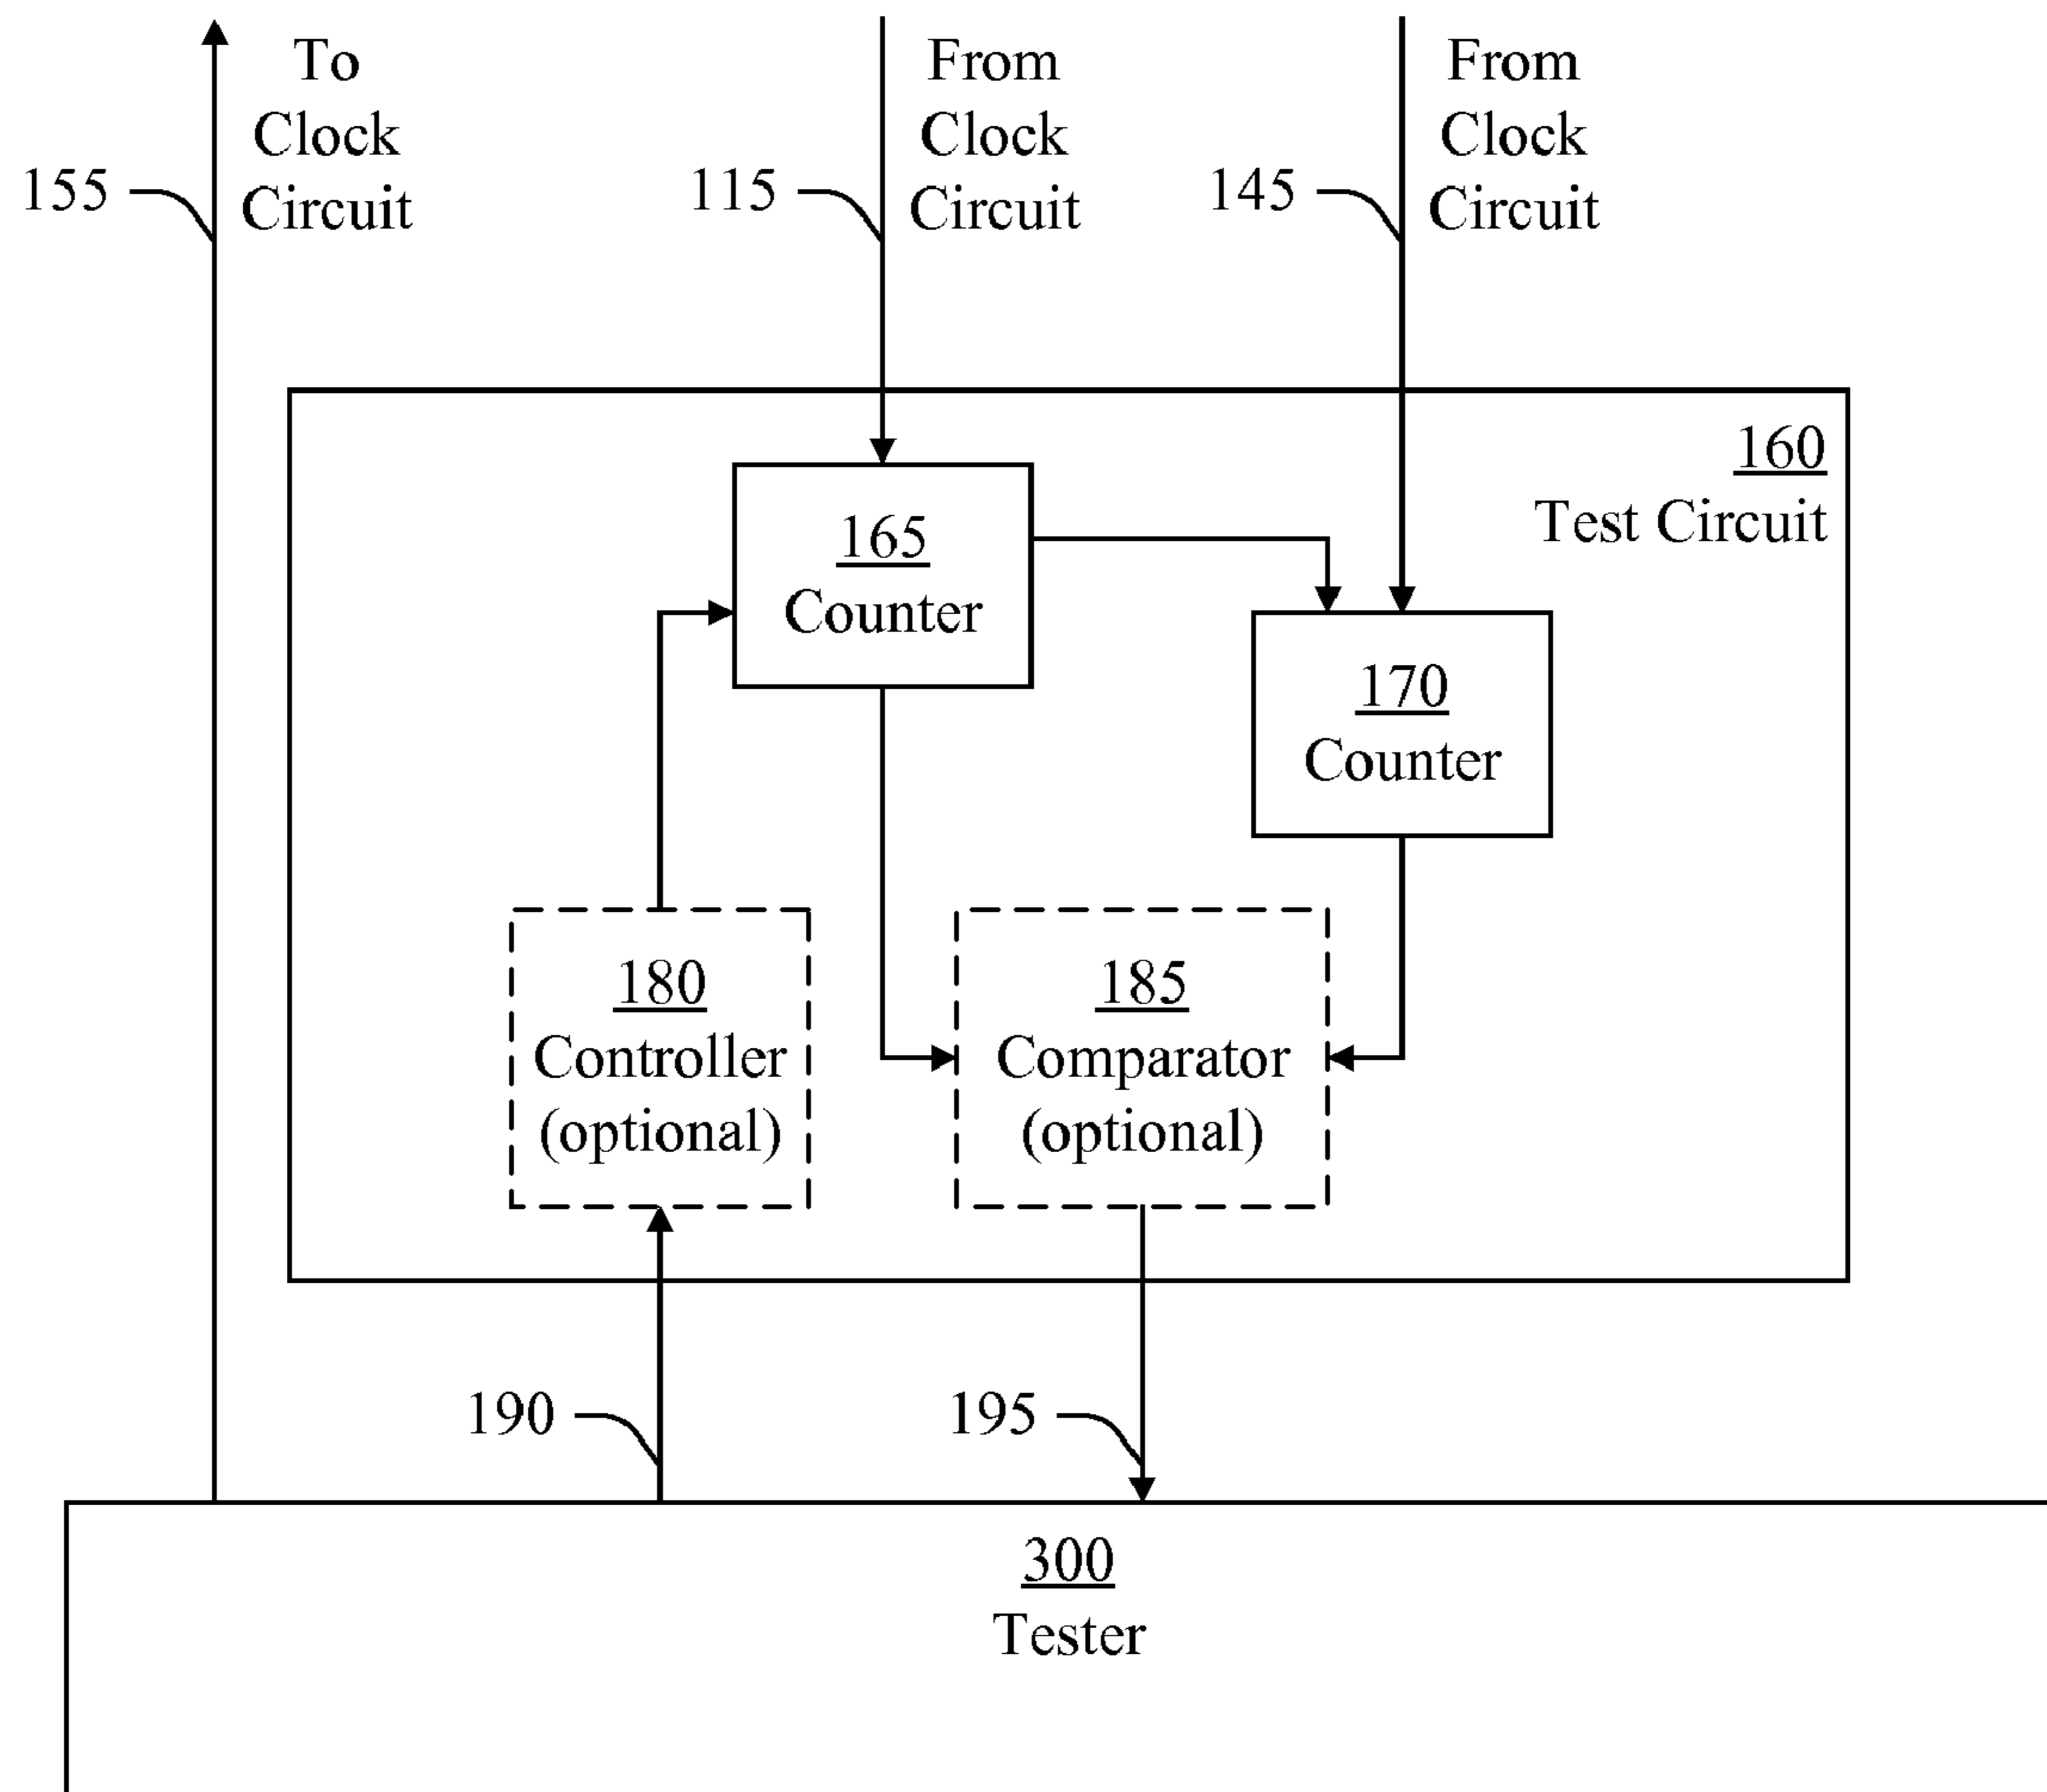 To
Clock
Circuit
155
From
Clock
Circuit
115
From
Clock
Circuit
145
160
Test Circuit
165
Counter
170
Counter
180
Controller
(optional)
185
Comparator
(optional)
190
195
300
Tester